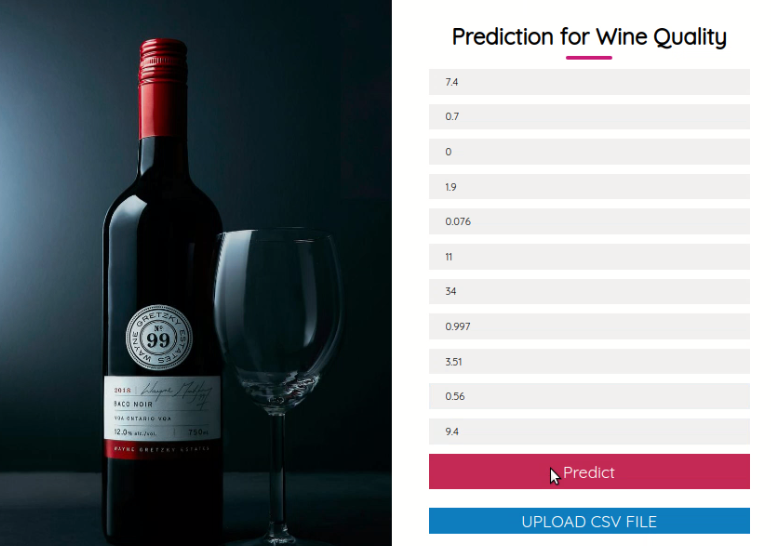 WAYNE GRETZKY ESTATES
Nº
99
2018
BACO NOIR
VQA ONTARIO VQA
12.0% alc./vol. 750
WAYNE GRETZKY ESTATES
Prediction for Wine Quality
7.4
0.7
0
1.9
0.076
11
34
0.997
3.51
0.56
9.4
Predict
UPLOAD CSV FILE